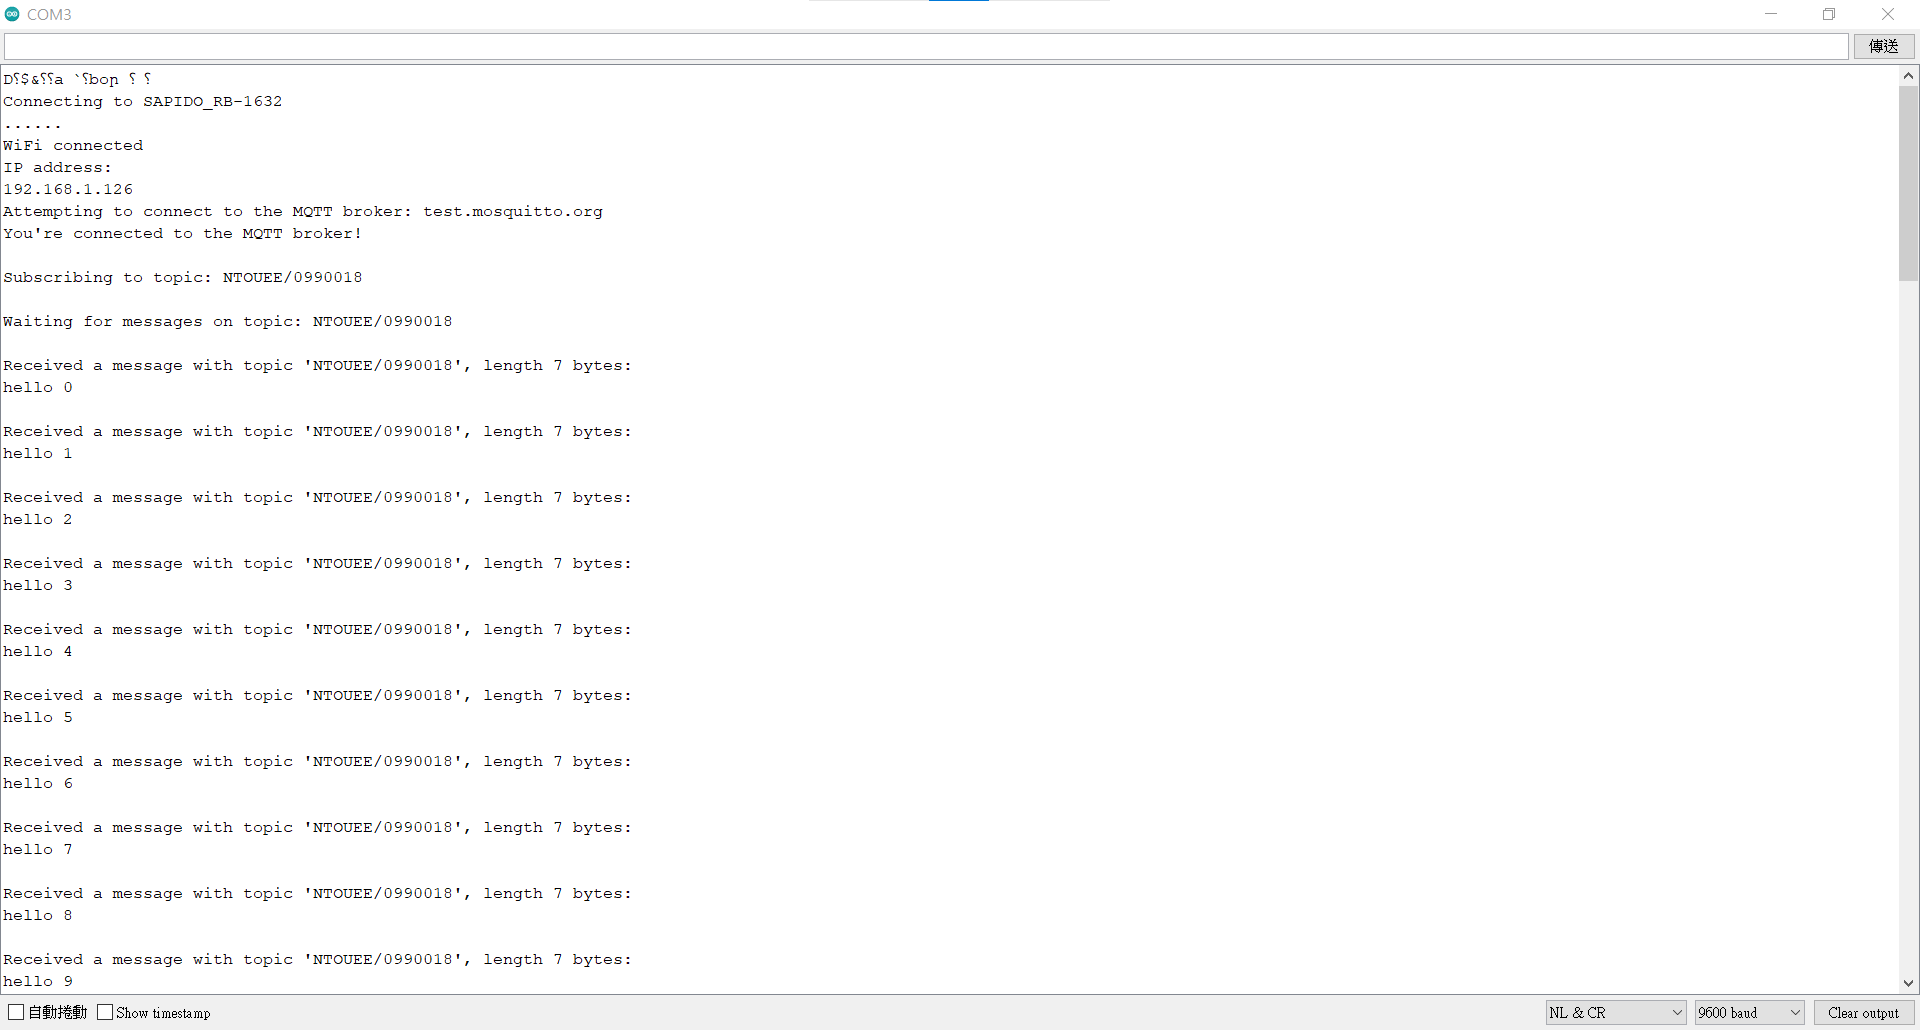 COM3
傳送
D⸮$&⸮⸮a `⸮boη ⸮ ⸮
Connecting to SAPIDO_RB-1632
......
WiFi connected
IP address:
192.168.1.126
Attempting to connect to the MQTT broker: test.mosquitto.org
You're connected to the MQTT broker!
Subscribing to topic: NTOUEE/0990018
Waiting for messages on topic: NTOUEE/0990018
Received a message with topic 'NTOUEE/0990018', length 7 bytes:
hello 0
Received a message with topic 'NTOUEE/0990018', length 7 bytes:
hello 1
Received a message with topic 'NTOUEE/0990018', length 7 bytes:
hello 2
Received a message with topic 'NTOUEE/0990018', length 7 bytes:
hello 3
Received a message with topic 'NTOUEE/0990018', length 7 bytes:
hello 4
Received a message with topic 'NTOUEE/0990018', length 7 bytes:
hello 5
Received a message with topic 'NTOUEE/0990018', length 7 bytes:
hello 6
Received a message with topic 'NTOUEE/0990018', length 7 bytes:
hello 7
Received a message with topic 'NTOUEE/0990018', length 7 bytes:
hello 8
Received a message with topic 'NTOUEE/0990018', length 7 bytes:
hello 9
自動捲動 Show timestamp NL & CR 9600 baud Clear output